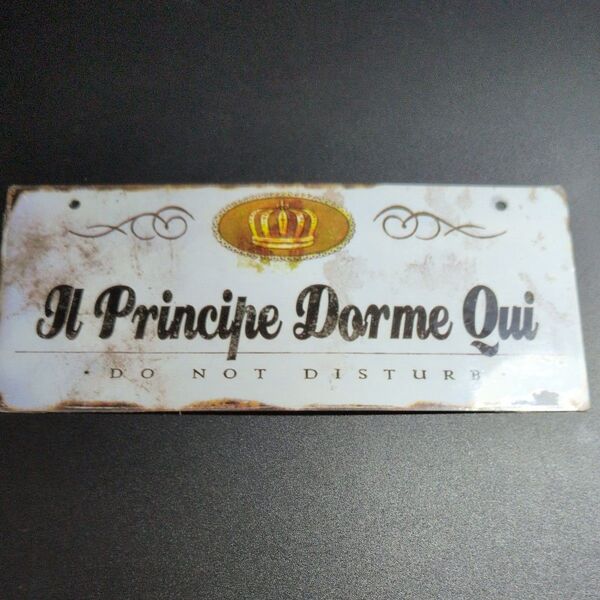 Il Principe Dorme Qui
· DO NOT DISTURB ·